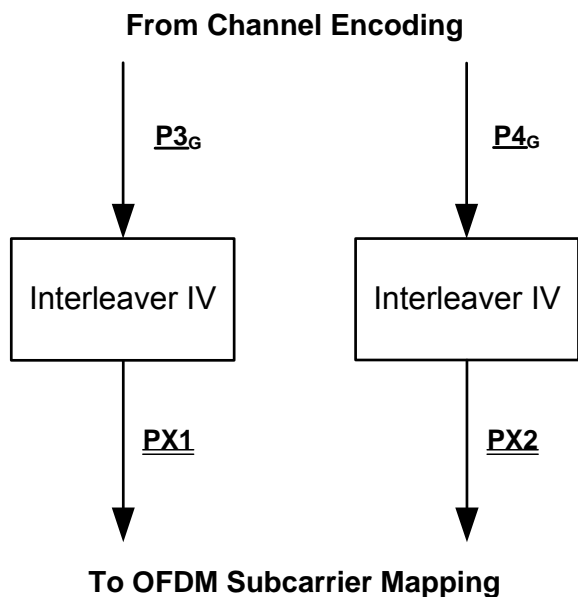 From Channel Encoding
P3G
P4G
Interleaver IV
Interleaver IV
PX1
PX2
To OFDM Subcarrier Mapping